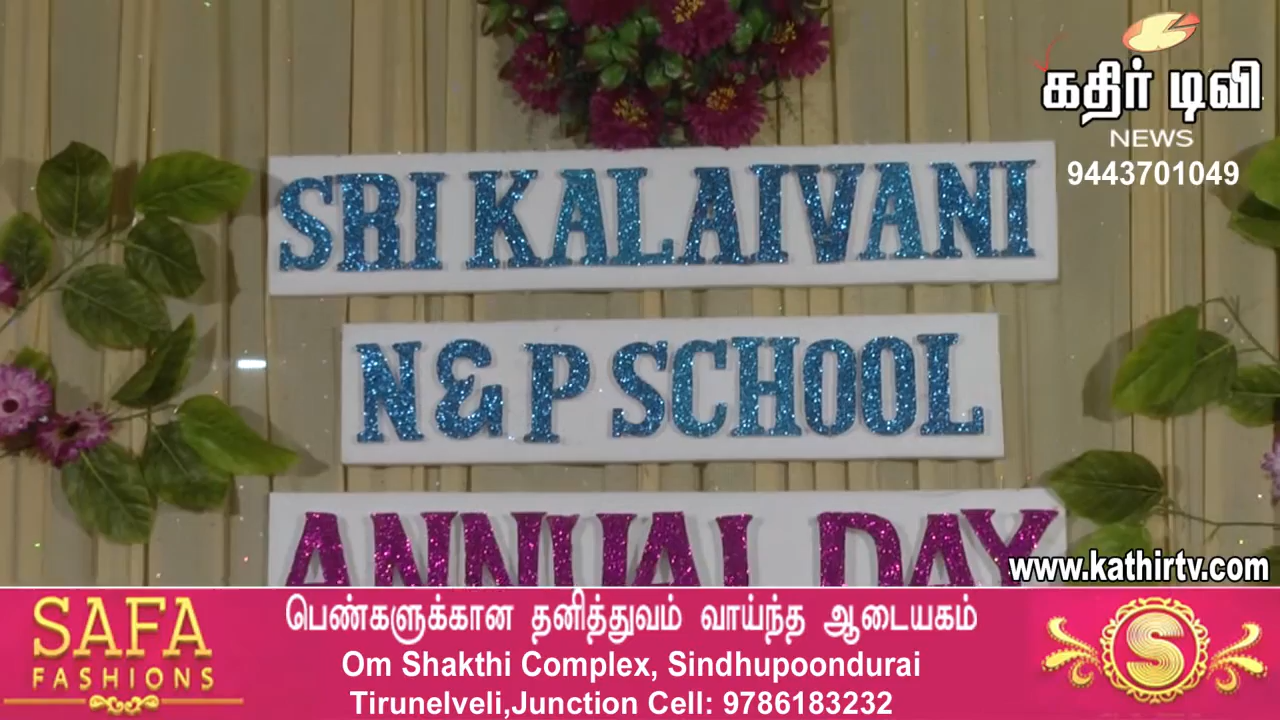 கதிர் டிவி
NEWS
9443701049
SRI KALAIVANI
N & P SCHOOL
ANNUAL DAY
www.kathirtv.com
SAFA
FASHIONS
பெண்களுக்கான தனித்துவம் வாய்ந்த ஆடையகம்
Om Shakthi Complex, Sindhupoondurai
Tirunelveli,Junction Cell: 9786183232
S